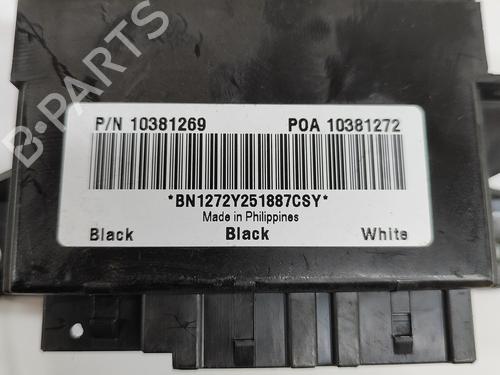 B-PARTS
P/N 10381269 POA 10381272
*BN1272Y251887CSY*
Made in Philippines
Black Black White